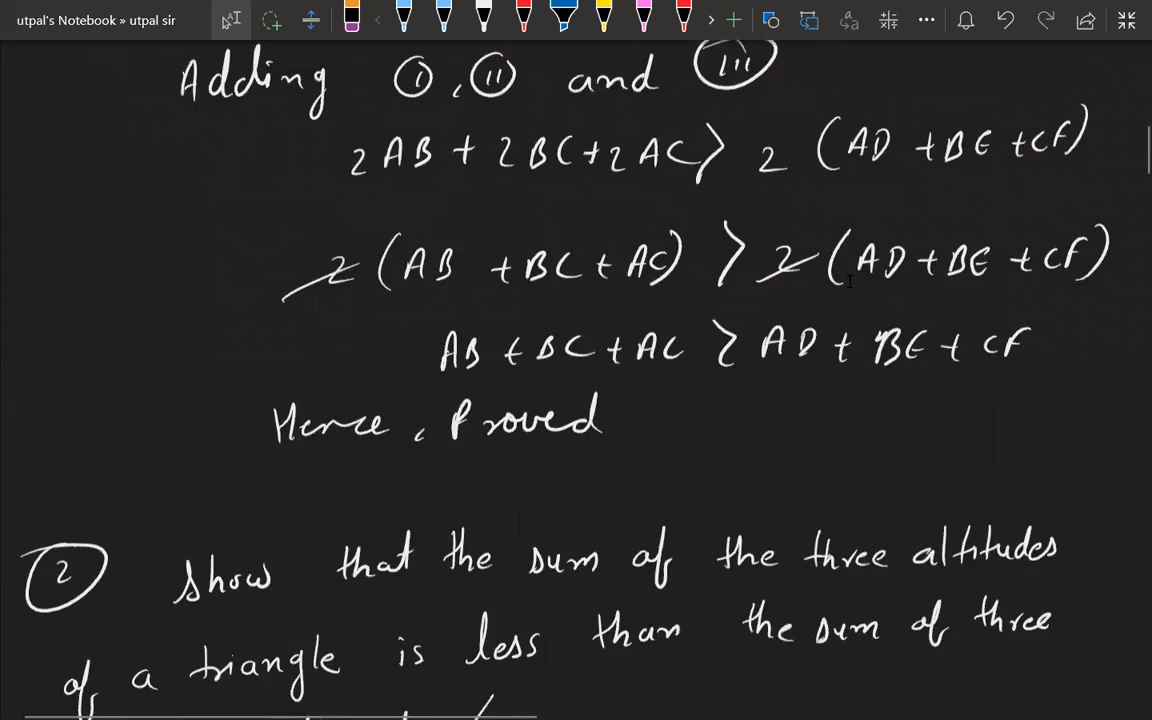 utpal's Notebook » utpal sir
Adding (I), (II) and (III)
2AB + 2BC + 2AC > 2 (AD + BE + CF)
2 (AB + BC + AC) > 2 (AD + BE + CF)
AB + BC + AC > AD + BE + CF
Hence, Proved
(2) Show that the sum of the three altitudes
of a triangle is less than the sum of three